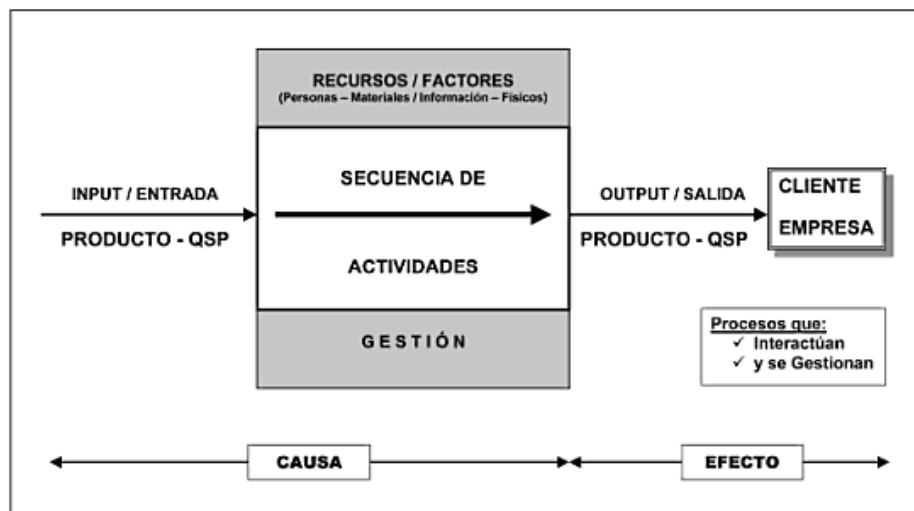 RECURSOS / FACTORES
(Personas – Materiales / Información – Físicos)
INPUT / ENTRADA
PRODUCTO - QSP
SECUENCIA DE
ACTIVIDADES
OUTPUT / SALIDA
PRODUCTO - QSP
CLIENTE
EMPRESA
GESTIÓN
Procesos que:
✓ Interactúan
✓ y se Gestionan
CAUSA
EFECTO